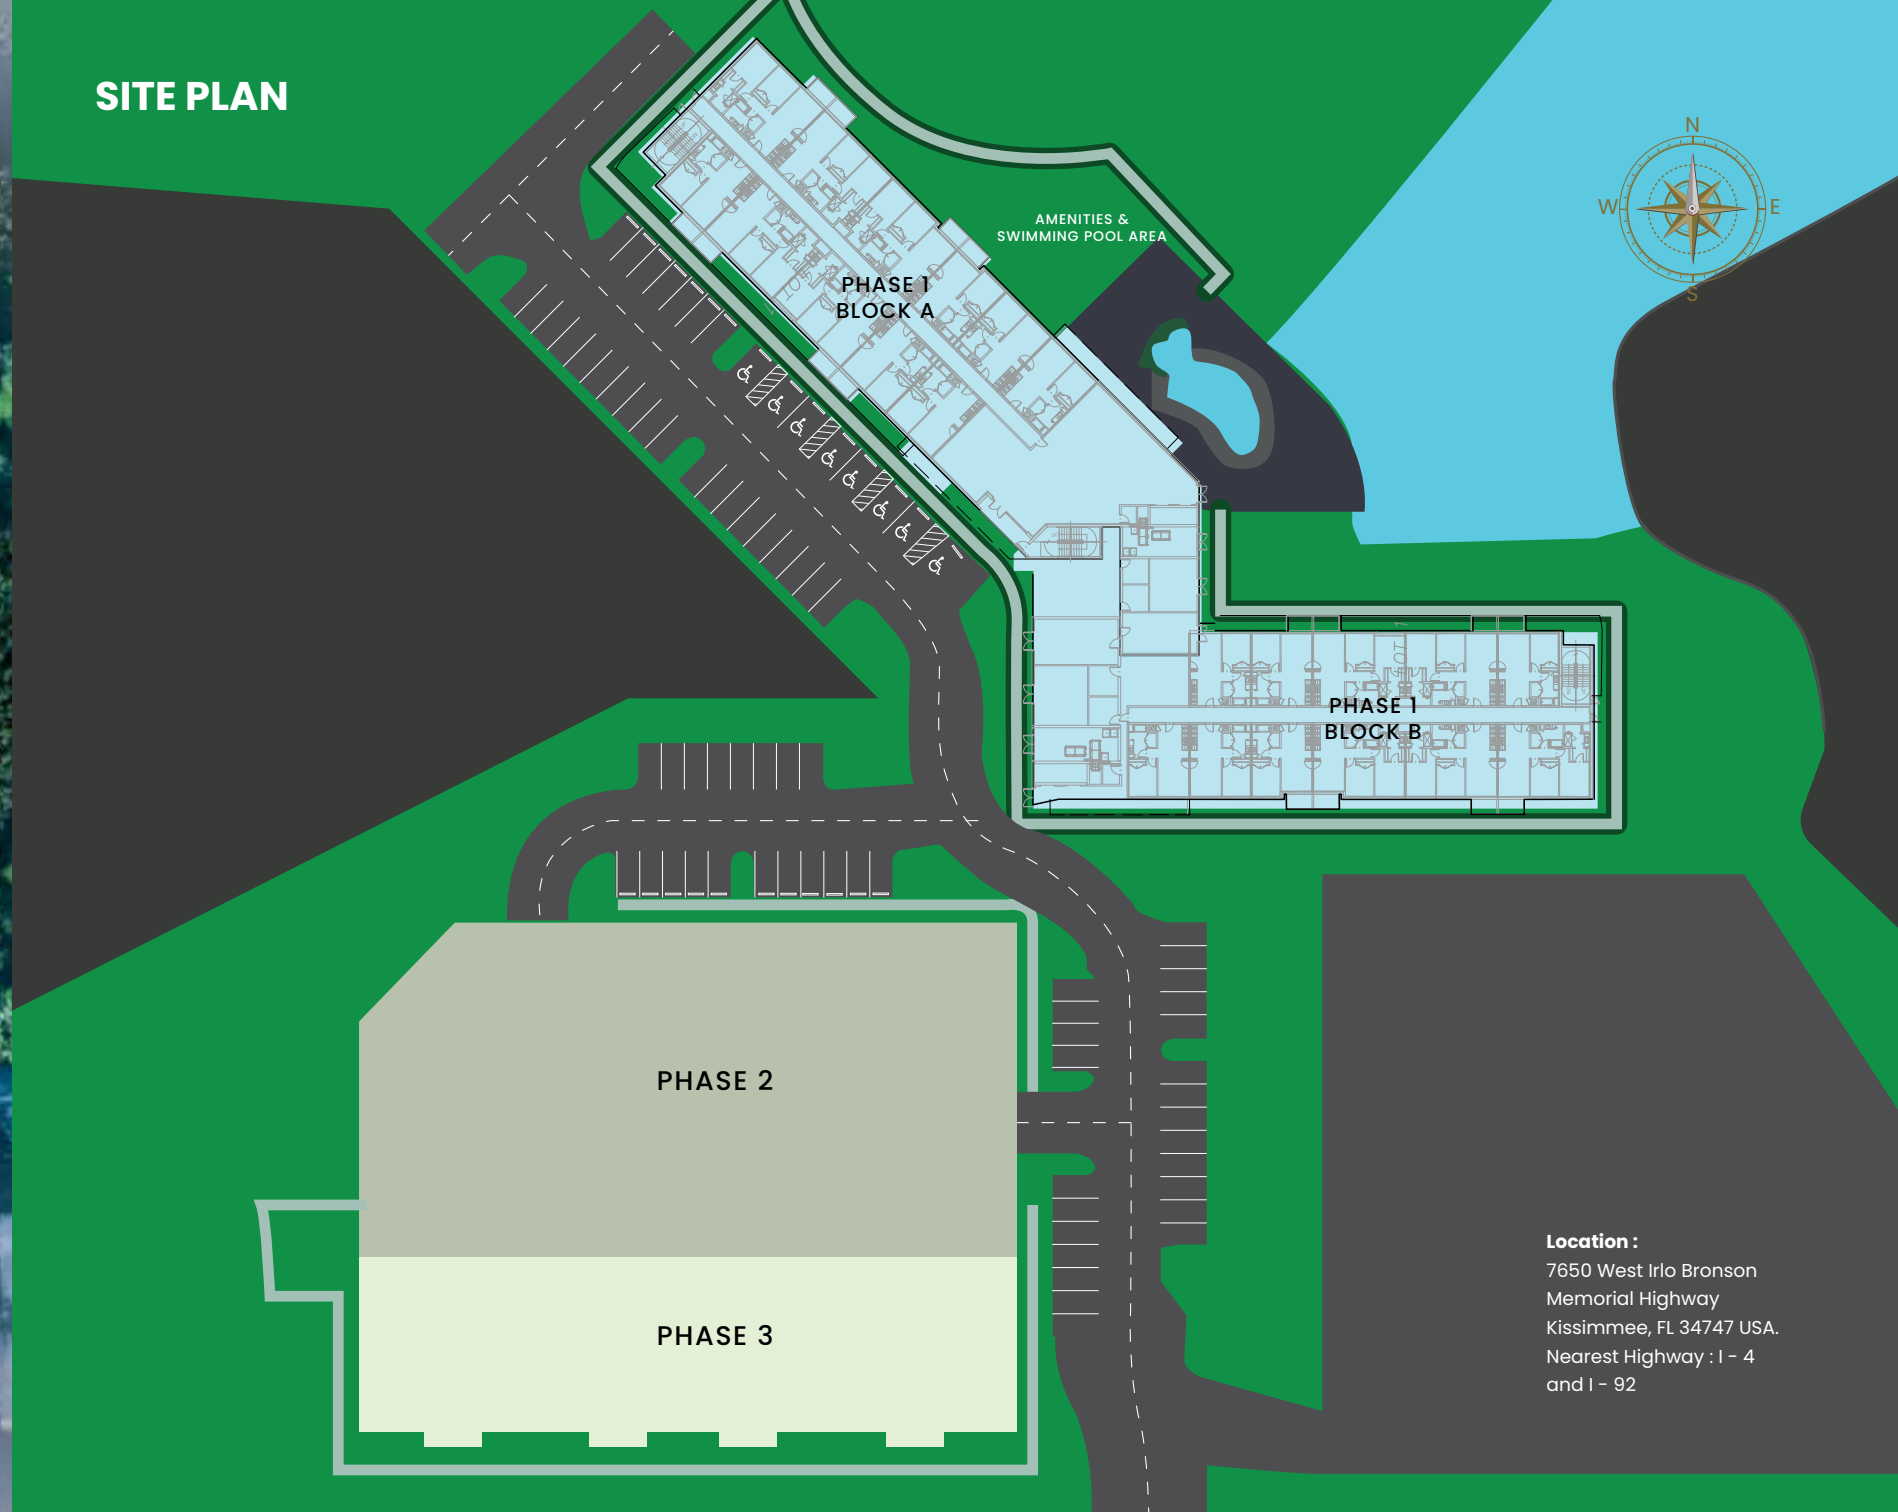 SITE PLAN
N
W
E
S
AMENITIES &
SWIMMING POOL AREA
PHASE 1
BLOCK A
PHASE 1
BLOCK B
PHASE 2
PHASE 3
Location :
7650 West Irlo Bronson
Memorial Highway
Kissimmee, FL 34747 USA.
Nearest Highway : I - 4
and I - 92